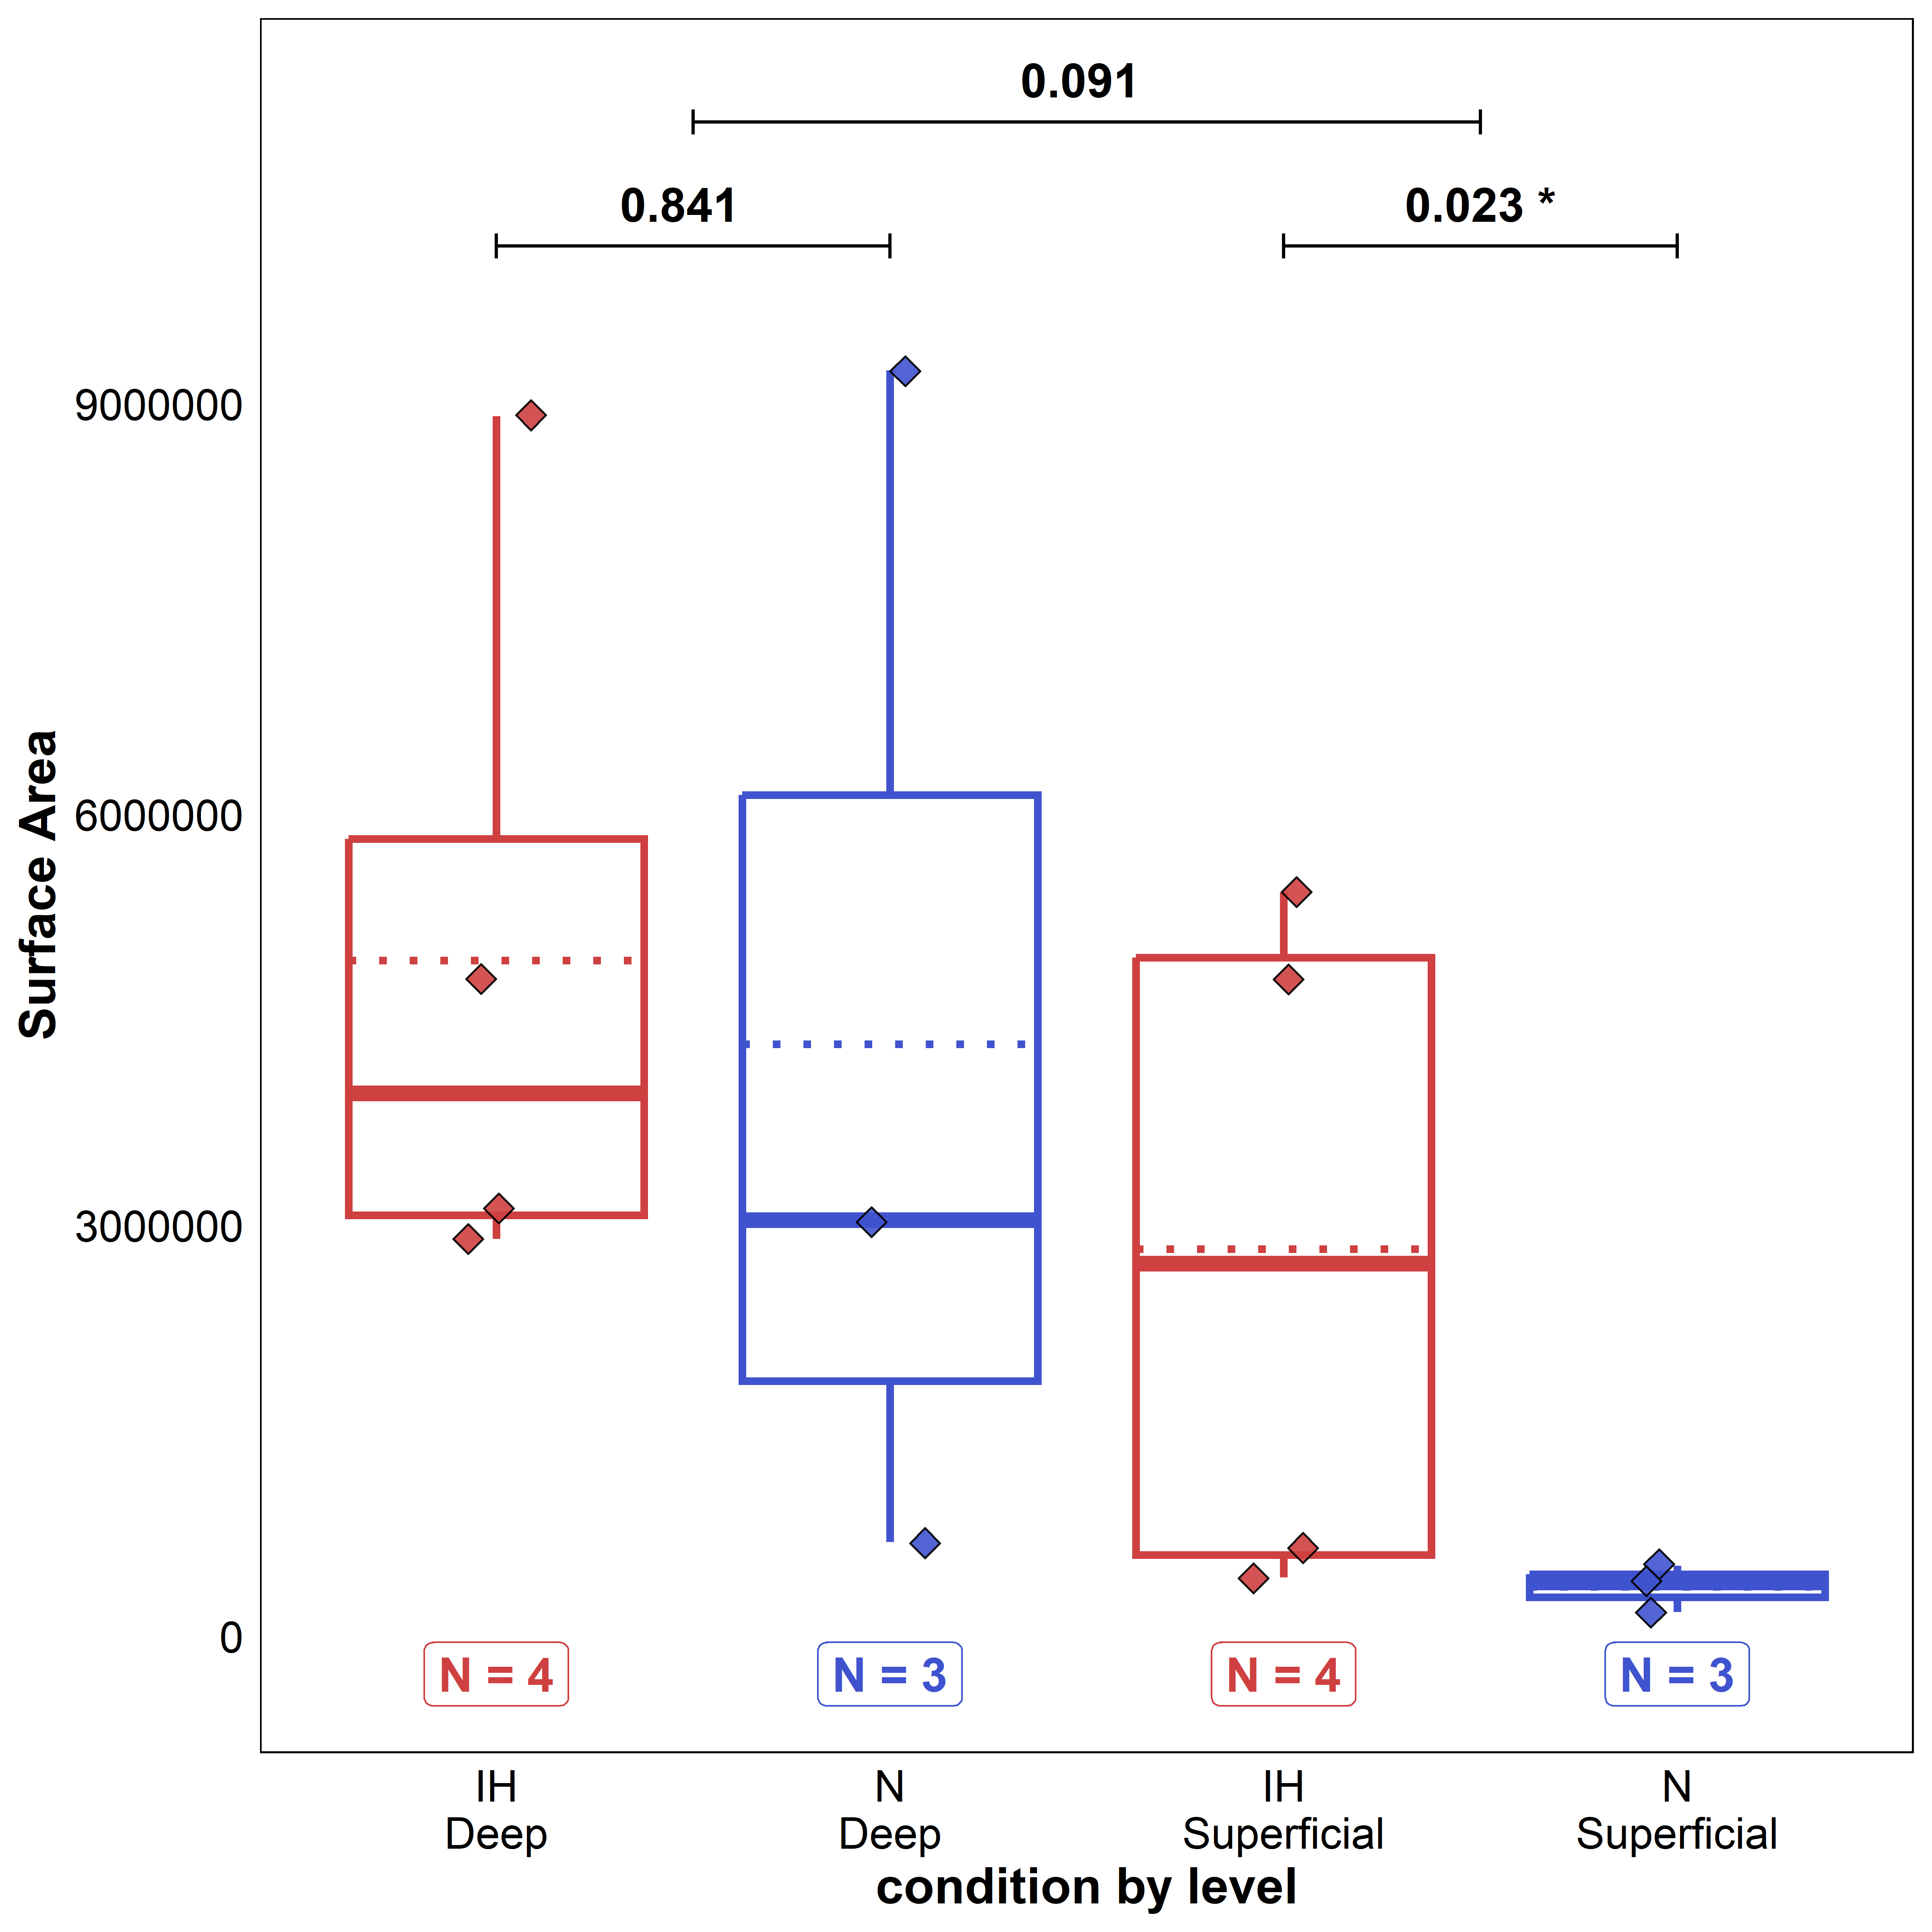 0.091
0.841
0.023 *
9000000
6000000
3000000
0
Surface Area
N = 4
N = 3
N = 4
N = 3
IH
Deep
N
Deep
IH
Superficial
N
Superficial
condition by level